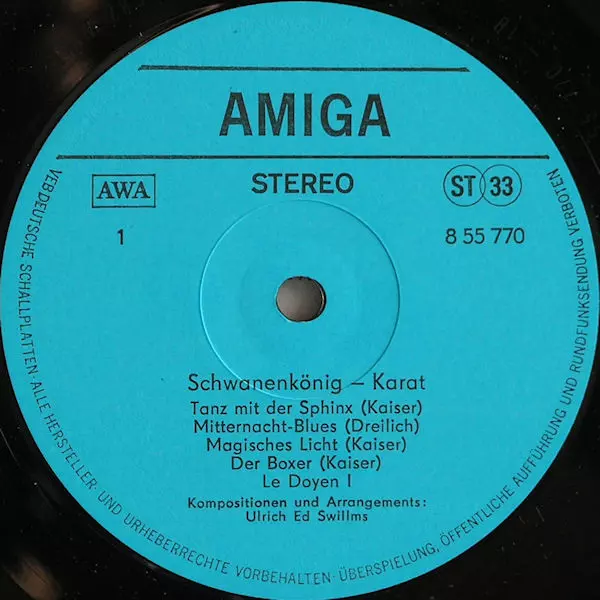 AMIGA
AWA
STEREO
ST 33
1
8 55 770
Schwanenkönig – Karat
Tanz mit der Sphinx (Kaiser)
Mitternacht-Blues (Dreilich)
Magisches Licht (Kaiser)
Der Boxer (Kaiser)
Le Doyen I
Kompositionen und Arrangements:
Ulrich Ed Swillms
VEB DEUTSCHE SCHALLPLATTEN · ALLE HERSTELLER- UND URHEBERRECHTE VORBEHALTEN · ÜBERSPIELUNG, ÖFFENTLICHE AUFFÜHRUNG UND RUNDFUNKSENDUNG VERBOTEN